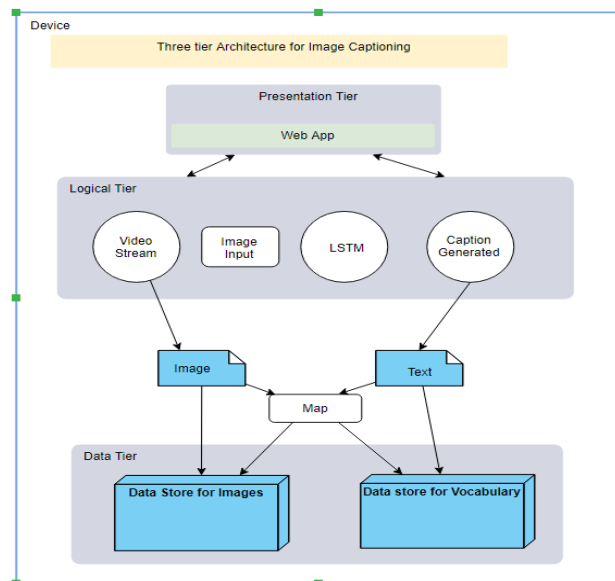 Device
Three tier Architecture for Image Captioning
Presentation Tier
Web App
Logical Tier
Video
Stream
Image
Input
LSTM
Caption
Generated
Image
Text
Map
Data Tier
Data Store for Images
Data store for Vocabulary